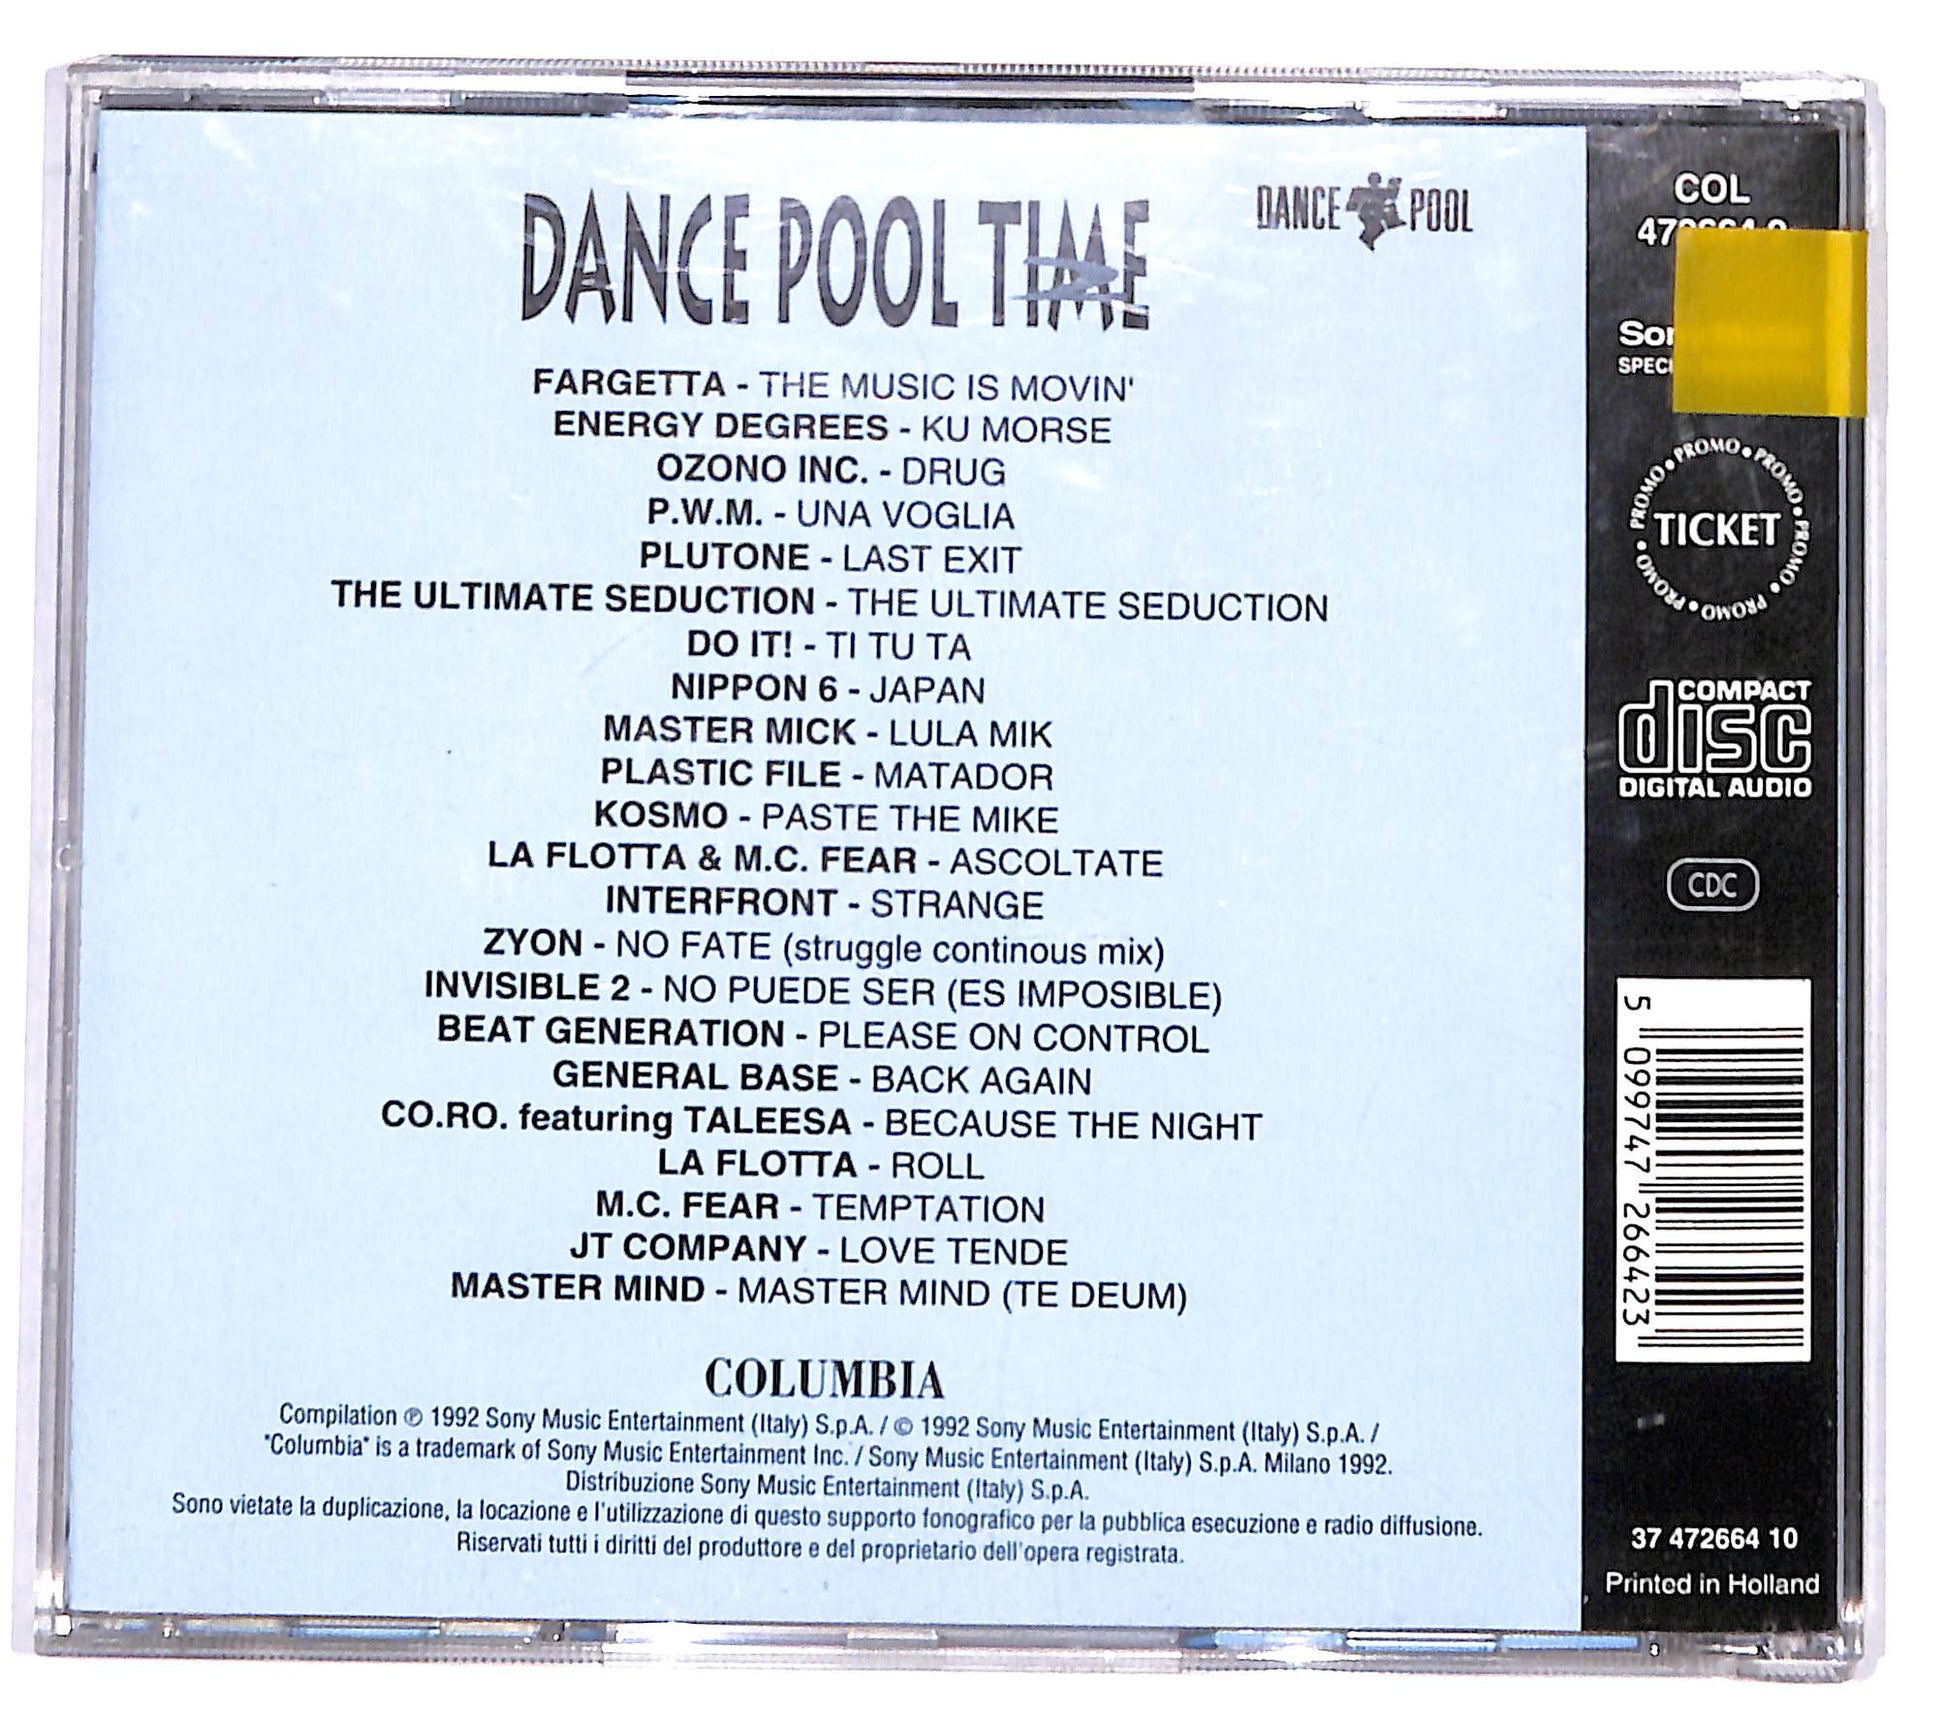 DANCE POOL TIME
2
DANCE POOL
FARGETTA - THE MUSIC IS MOVIN'
ENERGY DEGREES - KU MORSE
OZONO INC. - DRUG
P.W.M. - UNA VOGLIA
PLUTONE - LAST EXIT
THE ULTIMATE SEDUCTION - THE ULTIMATE SEDUCTION
DO IT! - TI TU TA
NIPPON 6 - JAPAN
MASTER MICK - LULA MIK
PLASTIC FILE - MATADOR
KOSMO - PASTE THE MIKE
LA FLOTTA & M.C. FEAR - ASCOLTATE
INTERFRONT - STRANGE
ZYON - NO FATE (struggle continous mix)
INVISIBLE 2 - NO PUEDE SER (ES IMPOSIBLE)
BEAT GENERATION - PLEASE ON CONTROL
GENERAL BASE - BACK AGAIN
CO.RO. featuring TALEESA - BECAUSE THE NIGHT
LA FLOTTA - ROLL
M.C. FEAR - TEMPTATION
JT COMPANY - LOVE TENDE
MASTER MIND - MASTER MIND (TE DEUM)
COLUMBIA
Compilation ℗ 1992 Sony Music Entertainment (Italy) S.p.A. / © 1992 Sony Music Entertainment (Italy) S.p.A. /
"Columbia" is a trademark of Sony Music Entertainment Inc. / Sony Music Entertainment (Italy) S.p.A. Milano 1992.
Distribuzione Sony Music Entertainment (Italy) S.p.A.
Sono vietate la duplicazione, la locazione e l'utilizzazione di questo supporto fonografico per la pubblica esecuzione e radio diffusione.
Riservati tutti i diritti del produttore e del proprietario dell'opera registrata.
COL
PROMO • PROMO • PROMO • PROMO • PROMO • PROMO • PROMO •
TICKET
COMPACT
disc
DIGITAL AUDIO
CDC
5 099747 266423
37 472664 10
Printed in Holland